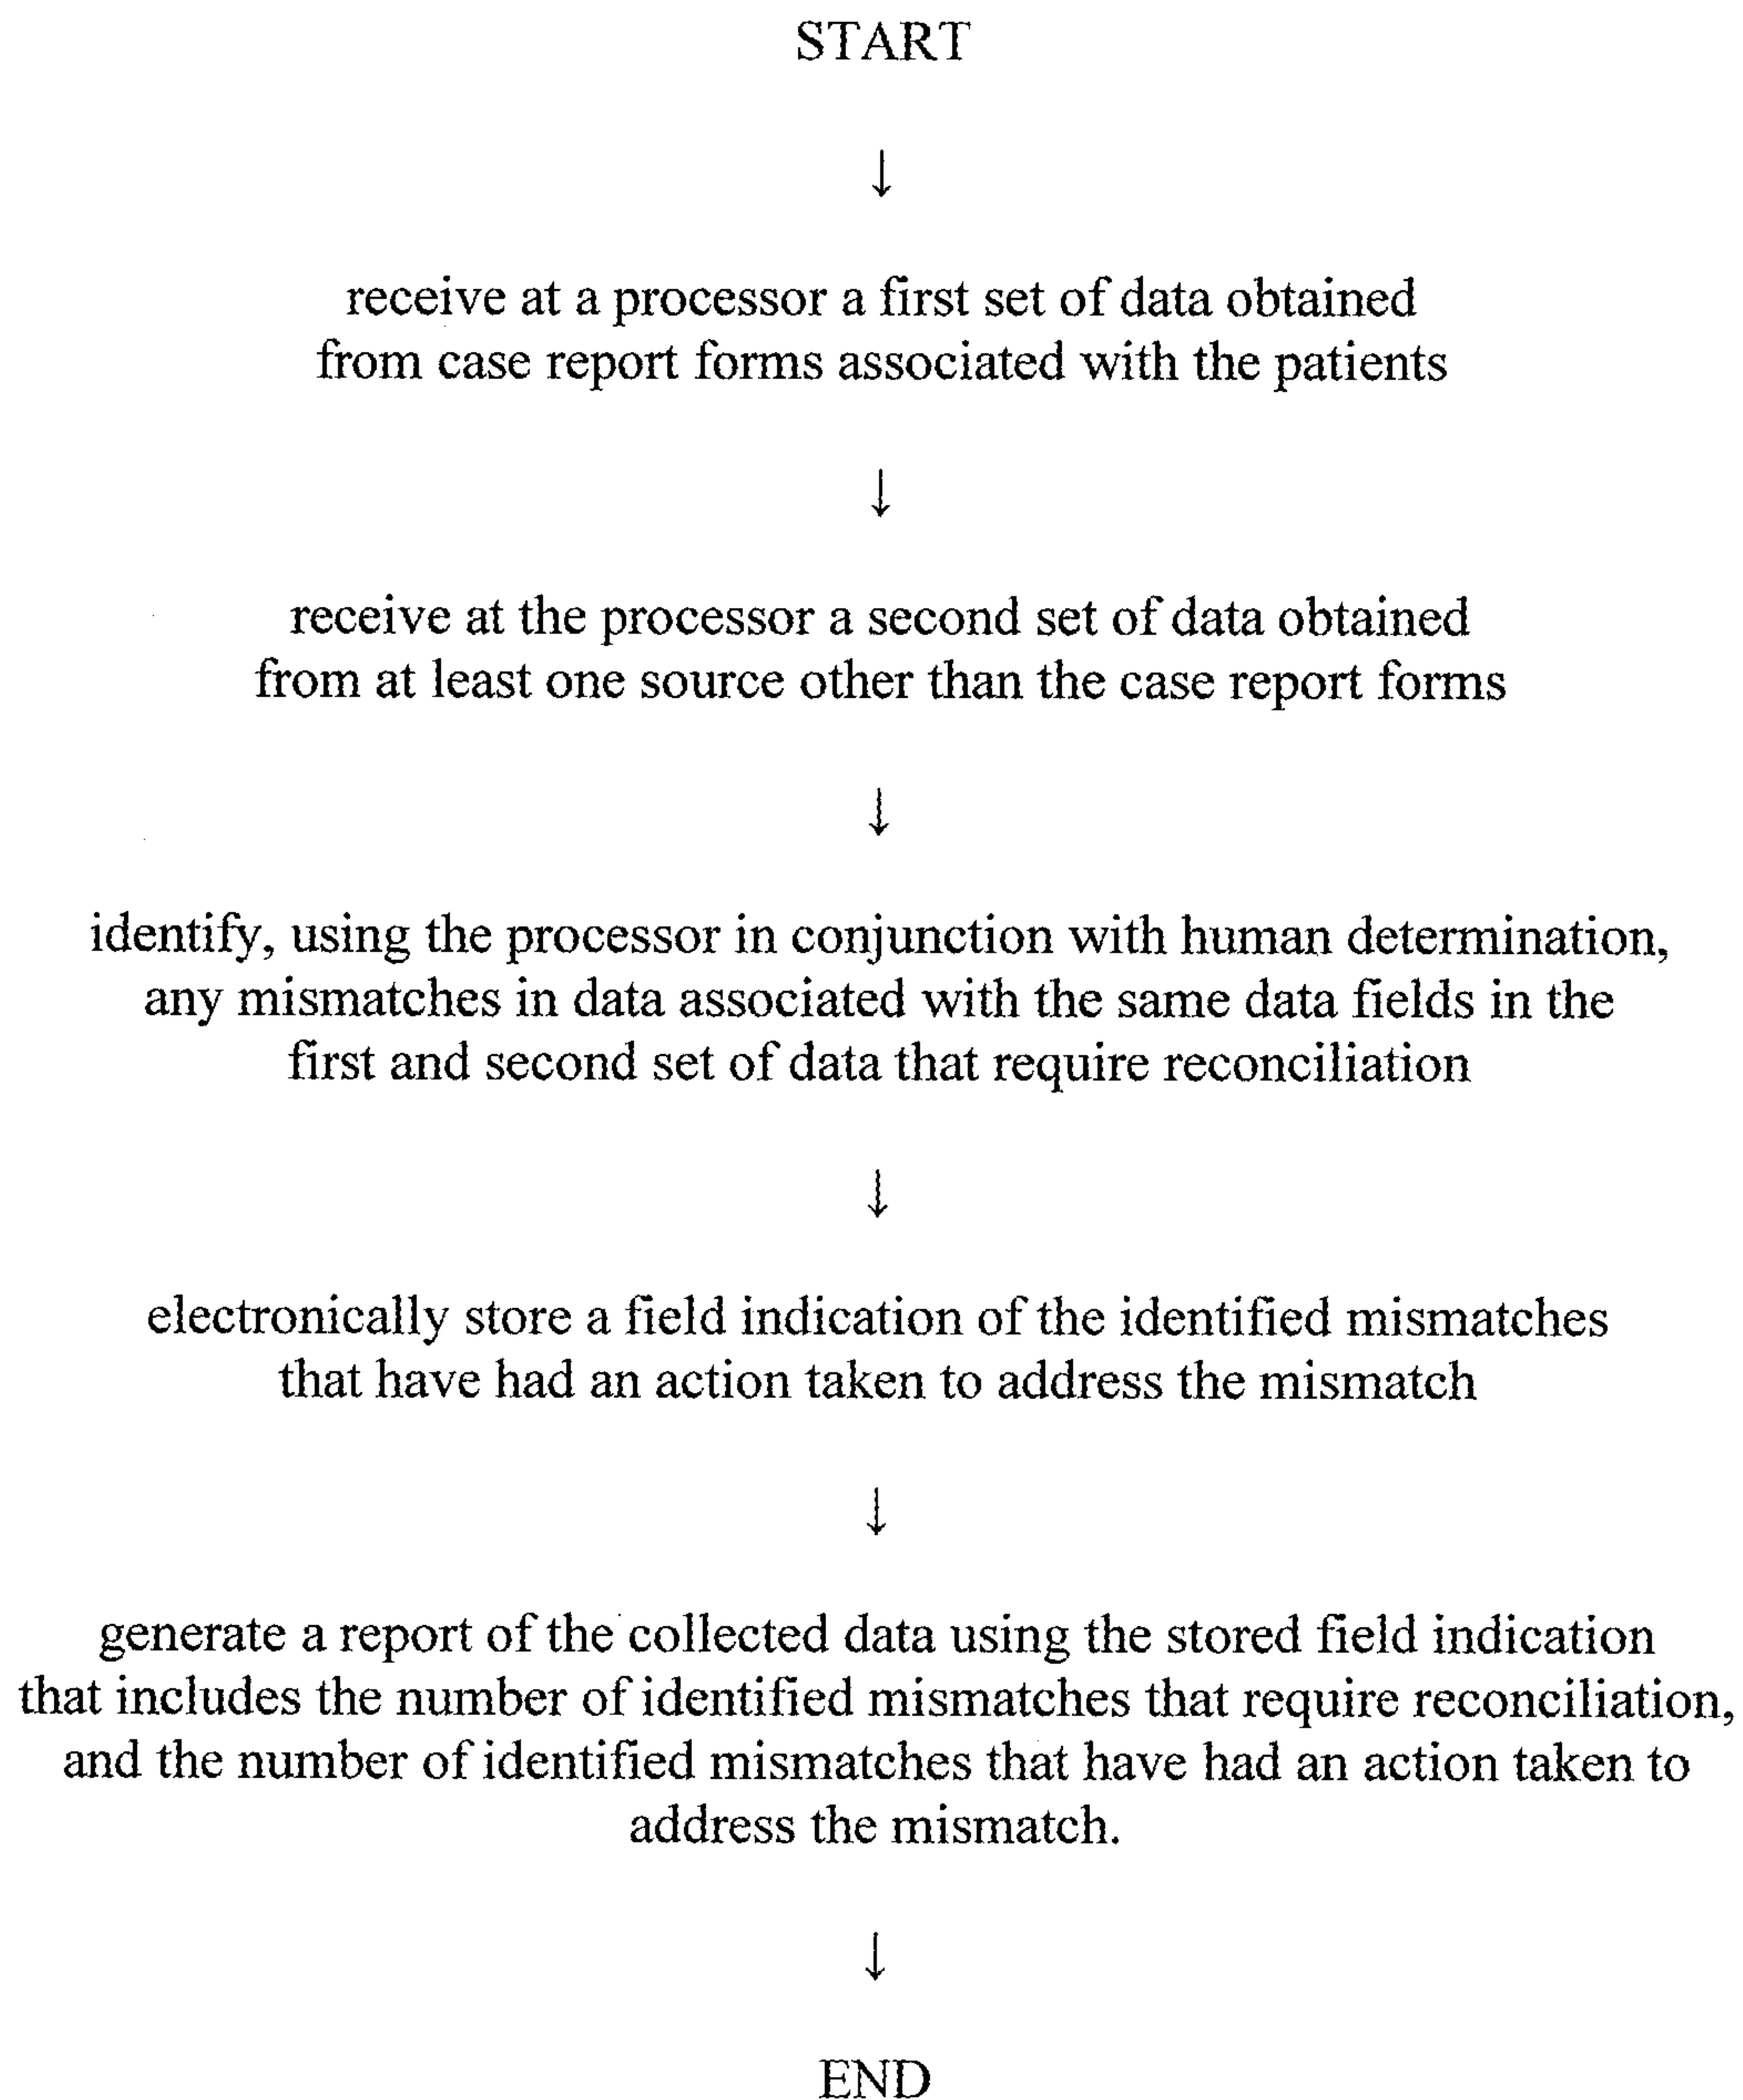 START
↓
receive at a processor a first set of data obtained
from case report forms associated with the patients
↓
receive at the processor a second set of data obtained
from at least one source other than the case report forms
↓
identify, using the processor in conjunction with human determination,
any mismatches in data associated with the same data fields in the
first and second set of data that require reconciliation
↓
electronically store a field indication of the identified mismatches
that have had an action taken to address the mismatch
↓
generate a report of the collected data using the stored field indication
that includes the number of identified mismatches that require reconciliation,
and the number of identified mismatches that have had an action taken to
address the mismatch.
↓
END